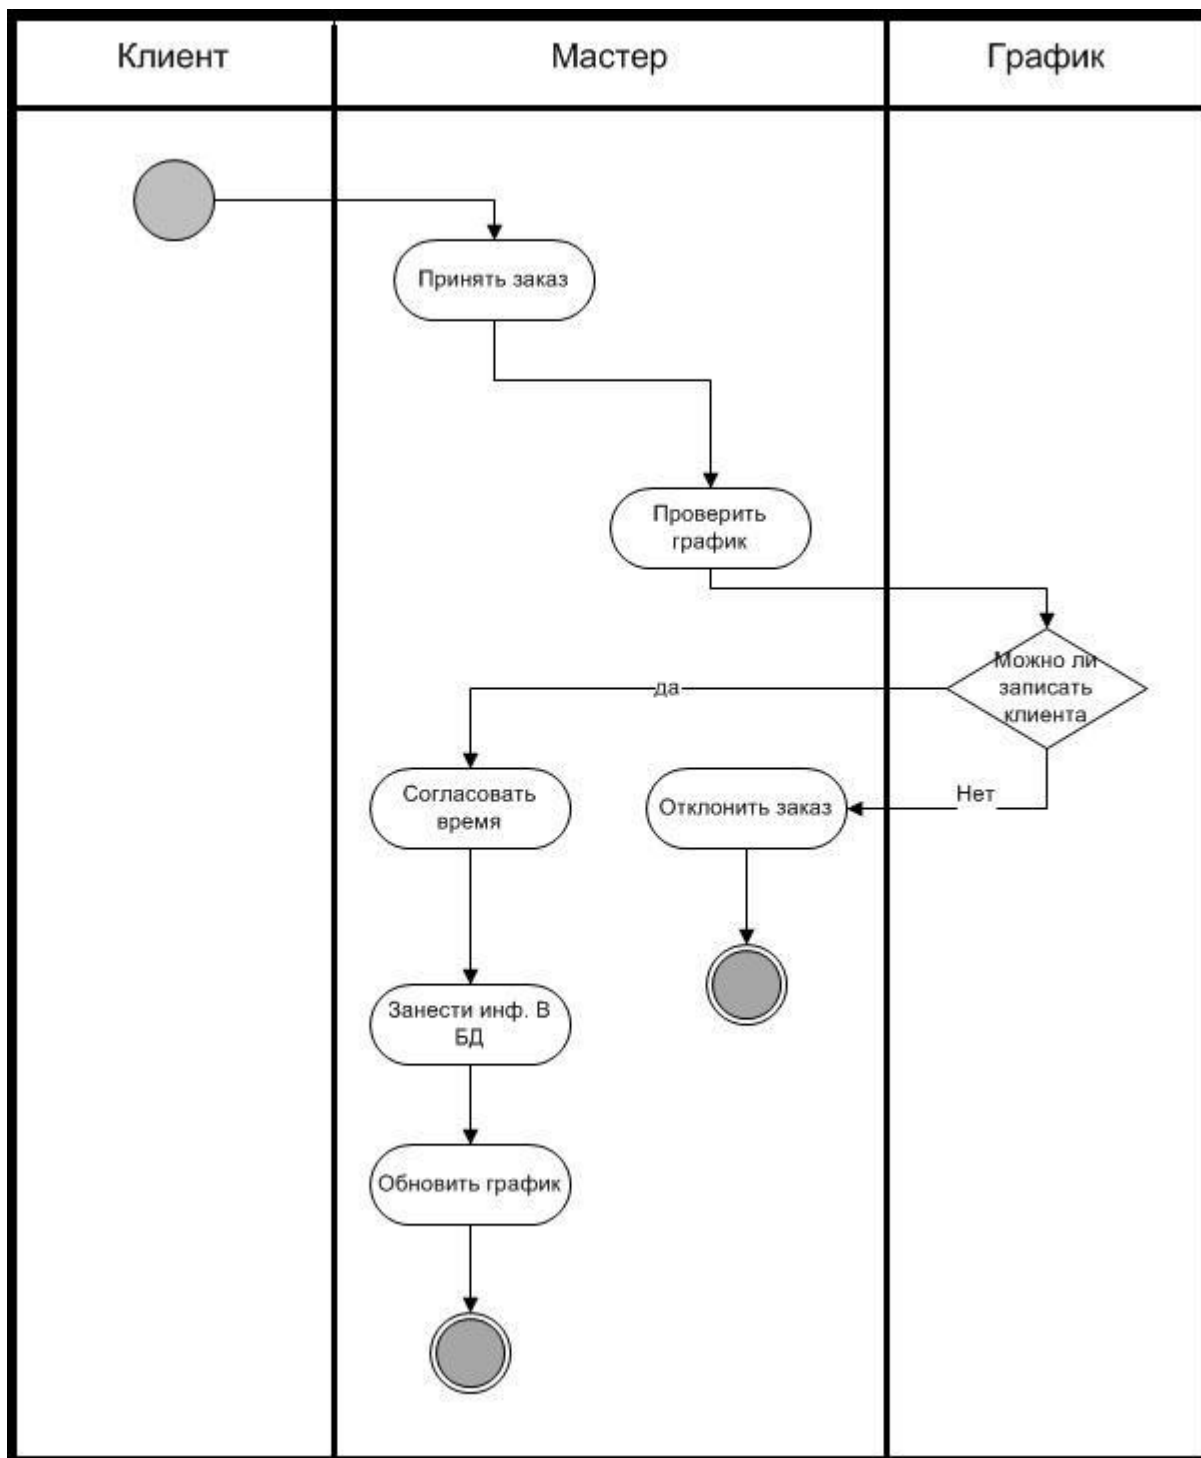 Клиент
Мастер
График
Принять заказ
Проверить
график
Можно ли
записать
клиента
да
Согласовать
время
Отклонить заказ
Нет
Занести инф. В
БД
Обновить график